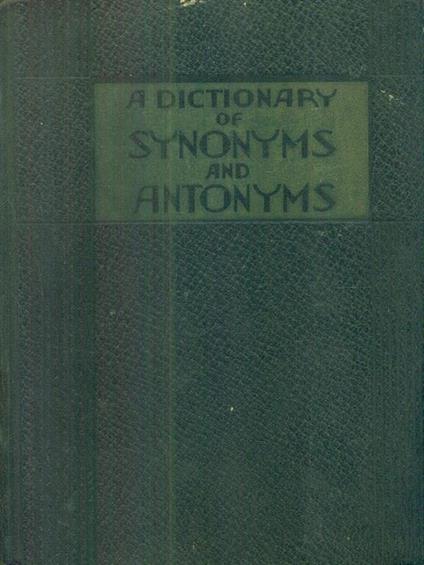 A DICTIONARY
OF
SYNONYMS
AND
ANTONYMS